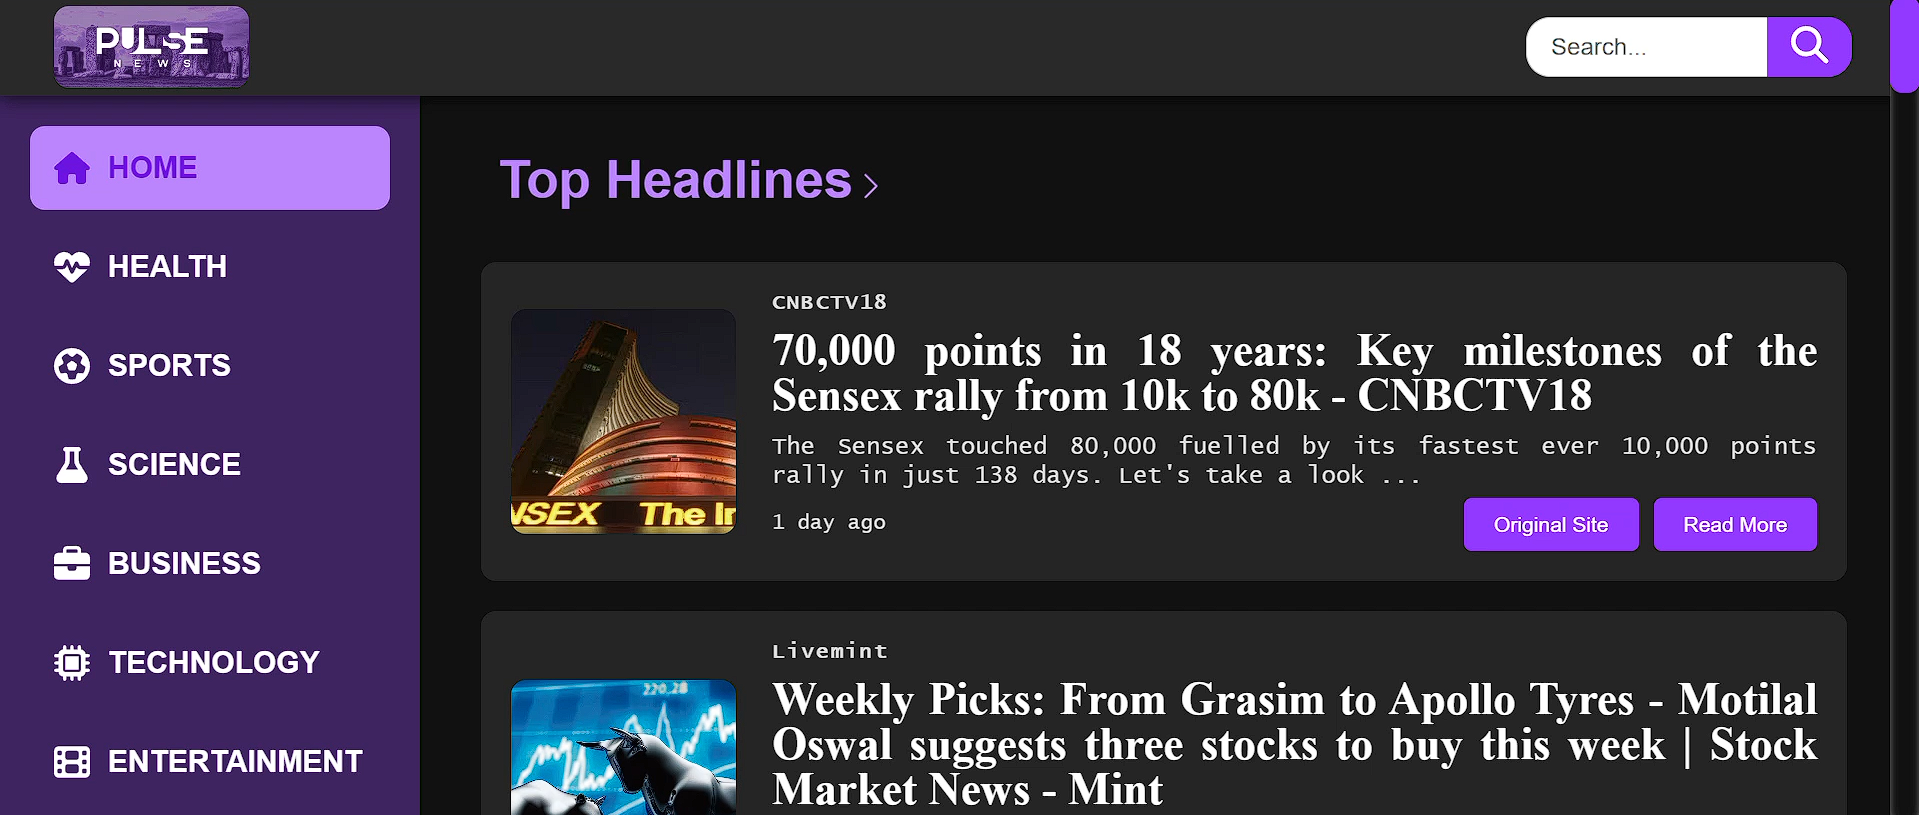 PULSE
NEWS
Search...
HOME
HEALTH
SPORTS
SCIENCE
BUSINESS
TECHNOLOGY
ENTERTAINMENT
Top Headlines
CNBCTV18
70,000 points in 18 years: Key milestones of the
Sensex rally from 10k to 80k - CNBCTV18
The Sensex touched 80,000 fuelled by its fastest ever 10,000 points
rally in just 138 days. Let's take a look ...
1 day ago
Original Site
Read More
NSEX The In
Livemint
Weekly Picks: From Grasim to Apollo Tyres - Motilal
Oswal suggests three stocks to buy this week | Stock
Market News - Mint
220.28